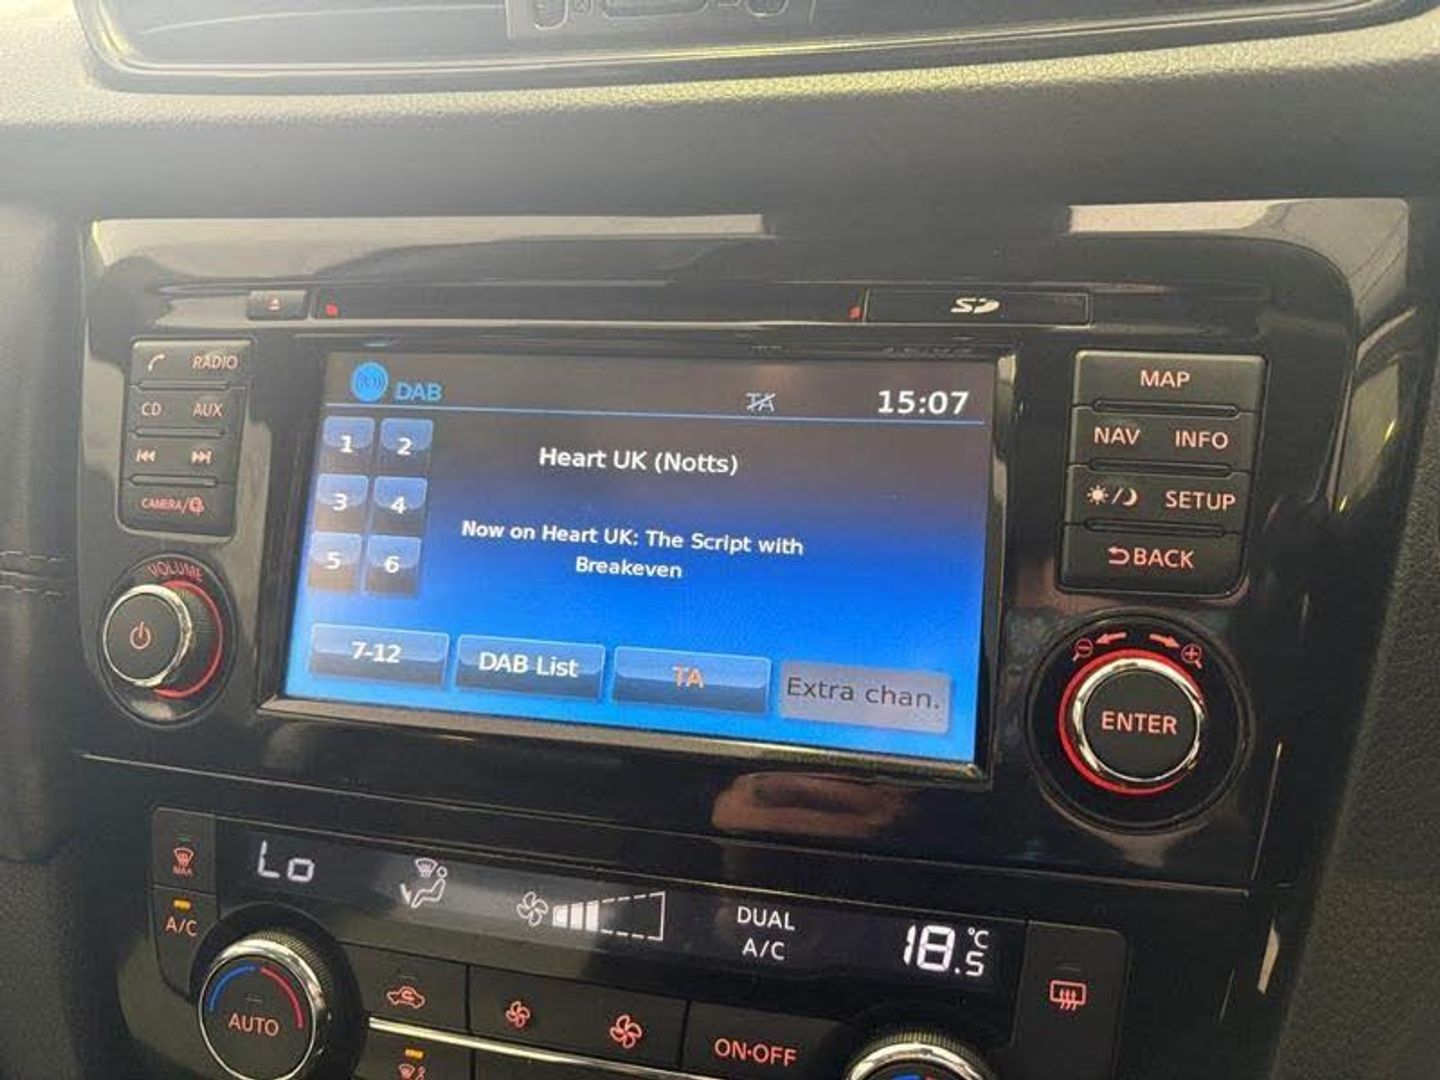 SD
RADIO
CD AUX
CAMERA/
VOLUME
DAB TA 15:07
1 2
3 4
5 6
Heart UK (Notts)
Now on Heart UK: The Script with
Breakeven
7-12 DAB List TA Extra chan.
MAP
NAV INFO
SETUP
BACK
ENTER
MAX
A/C
Lo
DUAL
A/C
18.5 °C
AUTO
ON·OFF